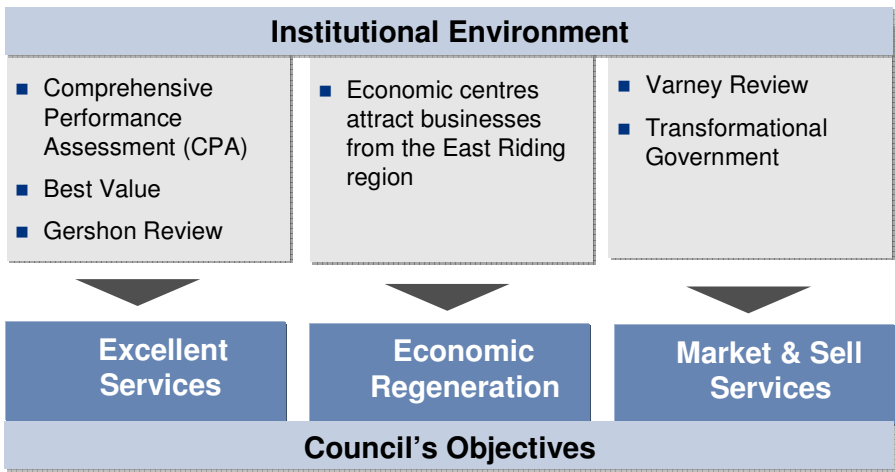 Institutional Environment
Comprehensive
Performance
Assessment (CPA)
Best Value
Gershon Review
Economic centres
attract businesses
from the East Riding
region
Varney Review
Transformational
Government
Excellent
Services
Economic
Regeneration
Market & Sell
Services
Council's Objectives